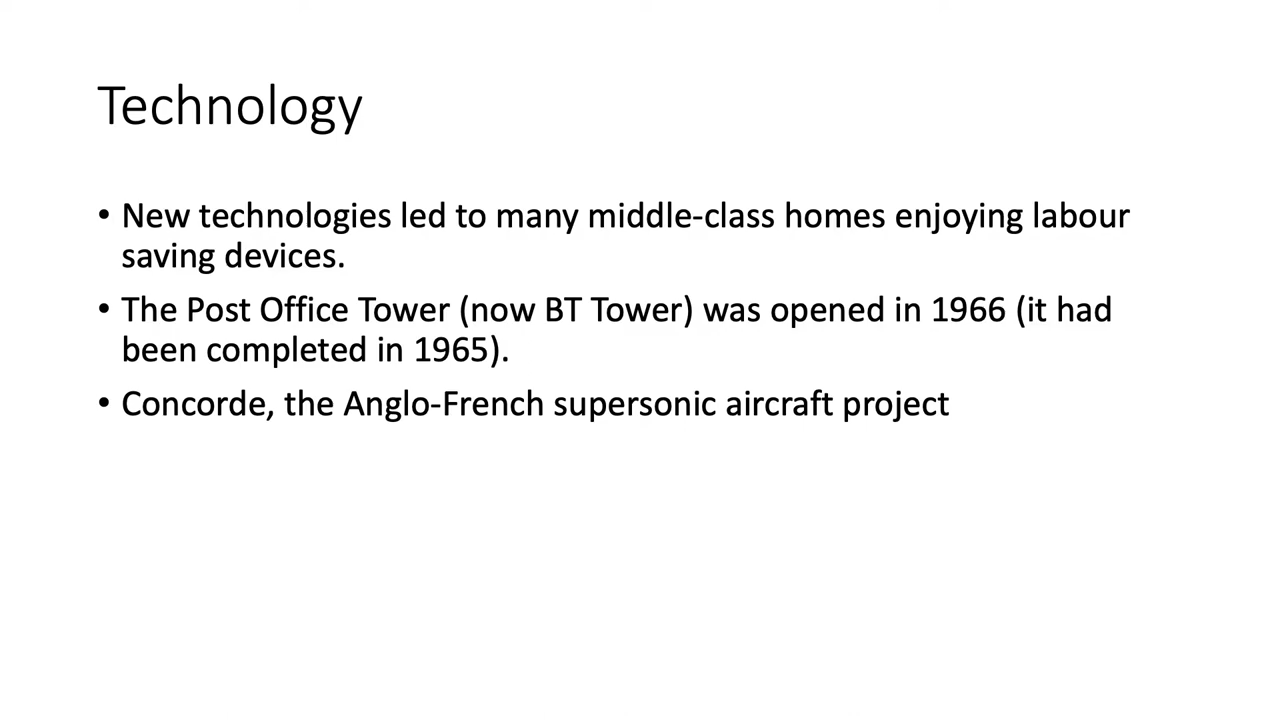 Technology
• New technologies led to many middle-class homes enjoying labour
saving devices.
• The Post Office Tower (now BT Tower) was opened in 1966 (it had
been completed in 1965).
• Concorde, the Anglo-French supersonic aircraft project